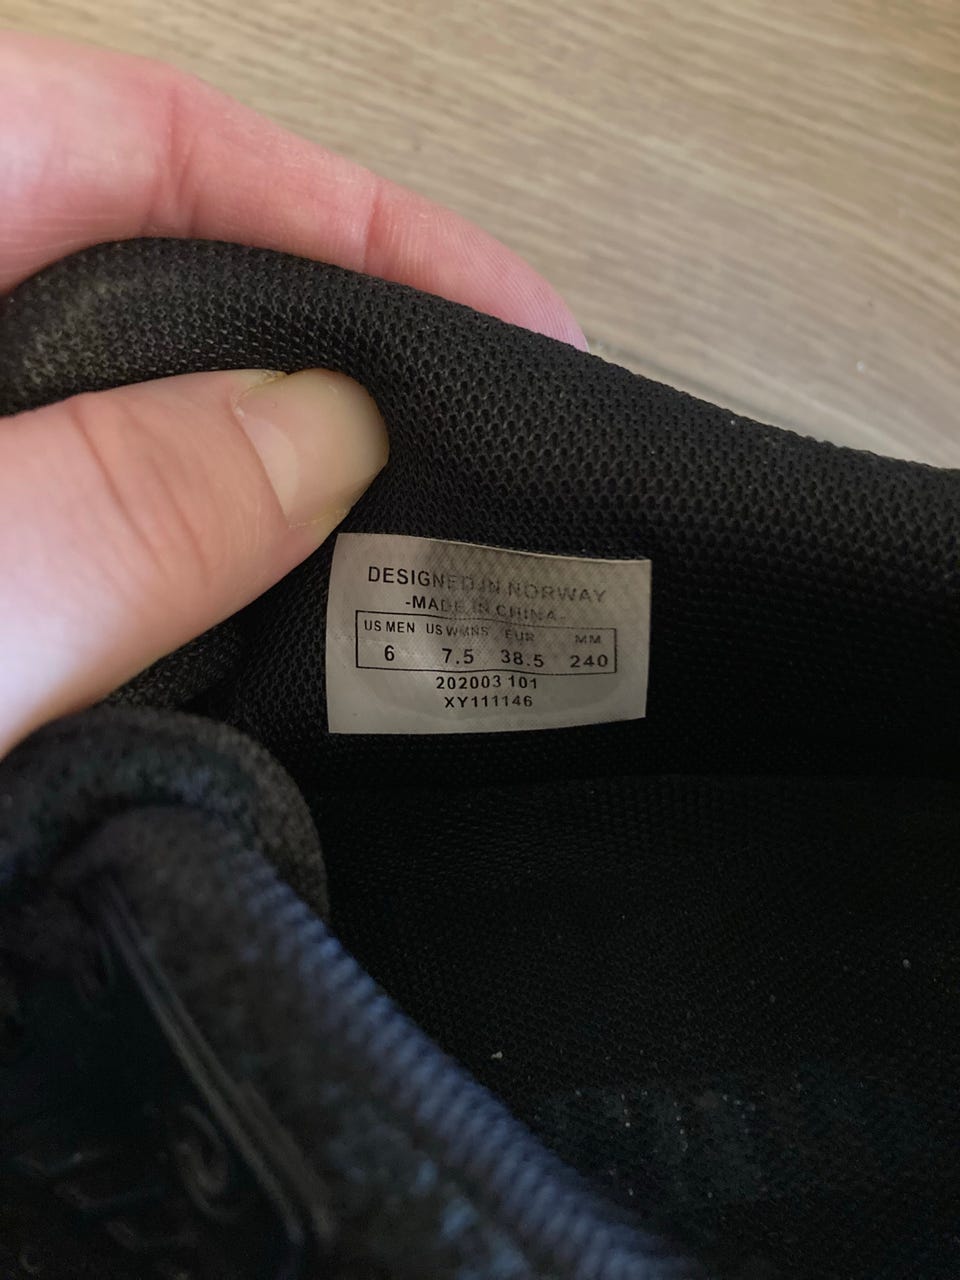 DESIGNED IN NORWAY
-MADE IN CHINA-
US MEN US WMNS EUR MM
6 7.5 38.5 240
202003 101
XY111146